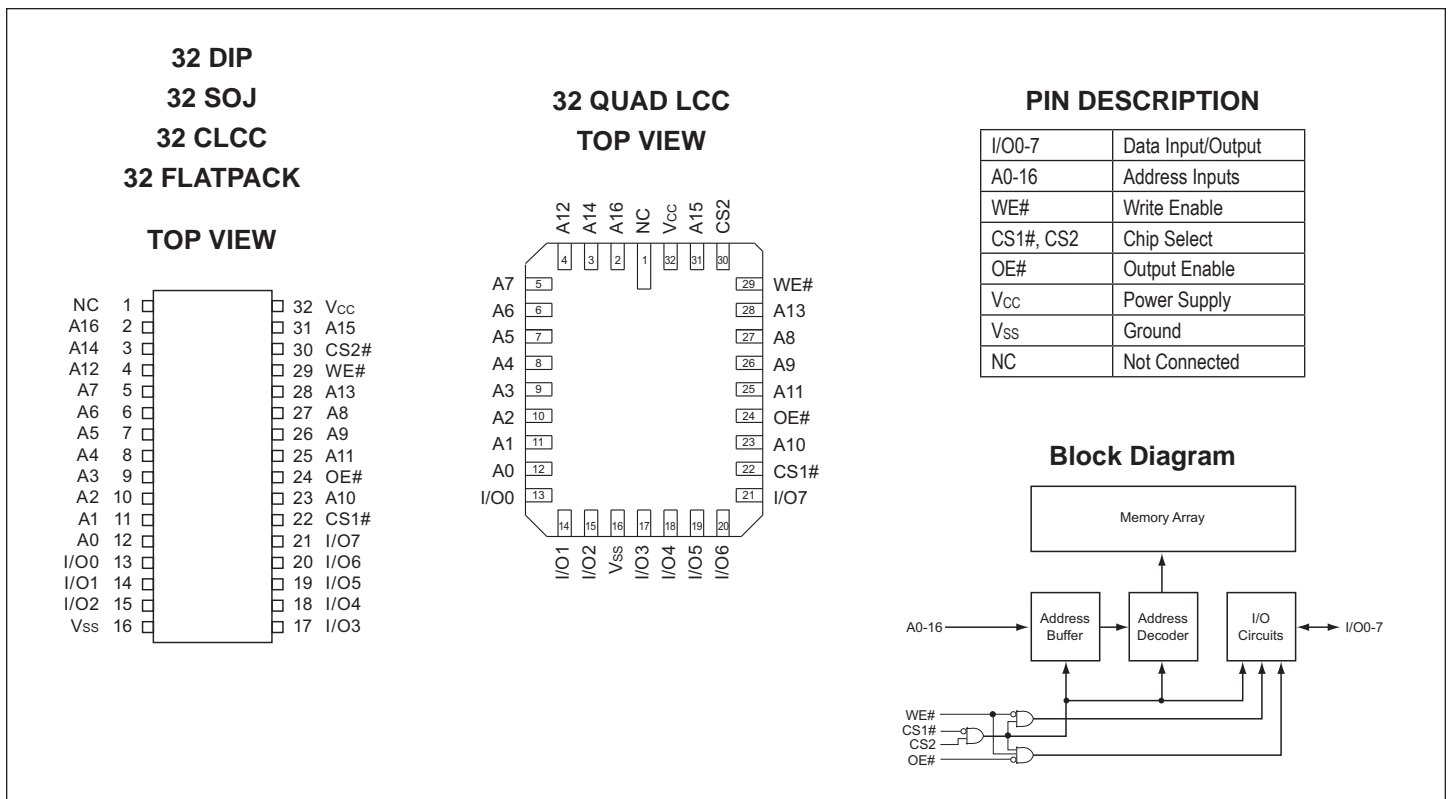 32 DIP
32 SOJ
32 CLCC
32 FLATPACK
TOP VIEW
NC 1
A16 2
A14 3
A12 4
A7 5
A6 6
A5 7
A4 8
A3 9
A2 10
A1 11
A0 12
I/O0 13
I/O1 14
I/O2 15
Vss 16
32 Vcc
31 A15
30 CS2#
29 WE#
28 A13
27 A8
26 A9
25 A11
24 OE#
23 A10
22 CS1#
21 I/O7
20 I/O6
19 I/O5
18 I/O4
17 I/O3
32 QUAD LCC
TOP VIEW
A12 A14 A16 NC Vcc A15 CS2
4 3 2 1 32 31 30
A7 5
A6 6
A5 7
A4 8
A3 9
A2 10
A1 11
A0 12
I/O0 13
29 WE#
28 A13
27 A8
26 A9
25 A11
24 OE#
23 A10
22 CS1#
21 I/O7
14 15 16 17 18 19 20
I/O1 I/O2 Vss I/O3 I/O4 I/O5 I/O6
PIN DESCRIPTION
I/O0-7 Data Input/Output
A0-16 Address Inputs
WE# Write Enable
CS1#, CS2 Chip Select
OE# Output Enable
Vcc Power Supply
Vss Ground
NC Not Connected
Block Diagram
Memory Array
A0-16
Address
Buffer
Address
Decoder
I/O
Circuits
I/O0-7
WE#
CS1#
CS2
OE#